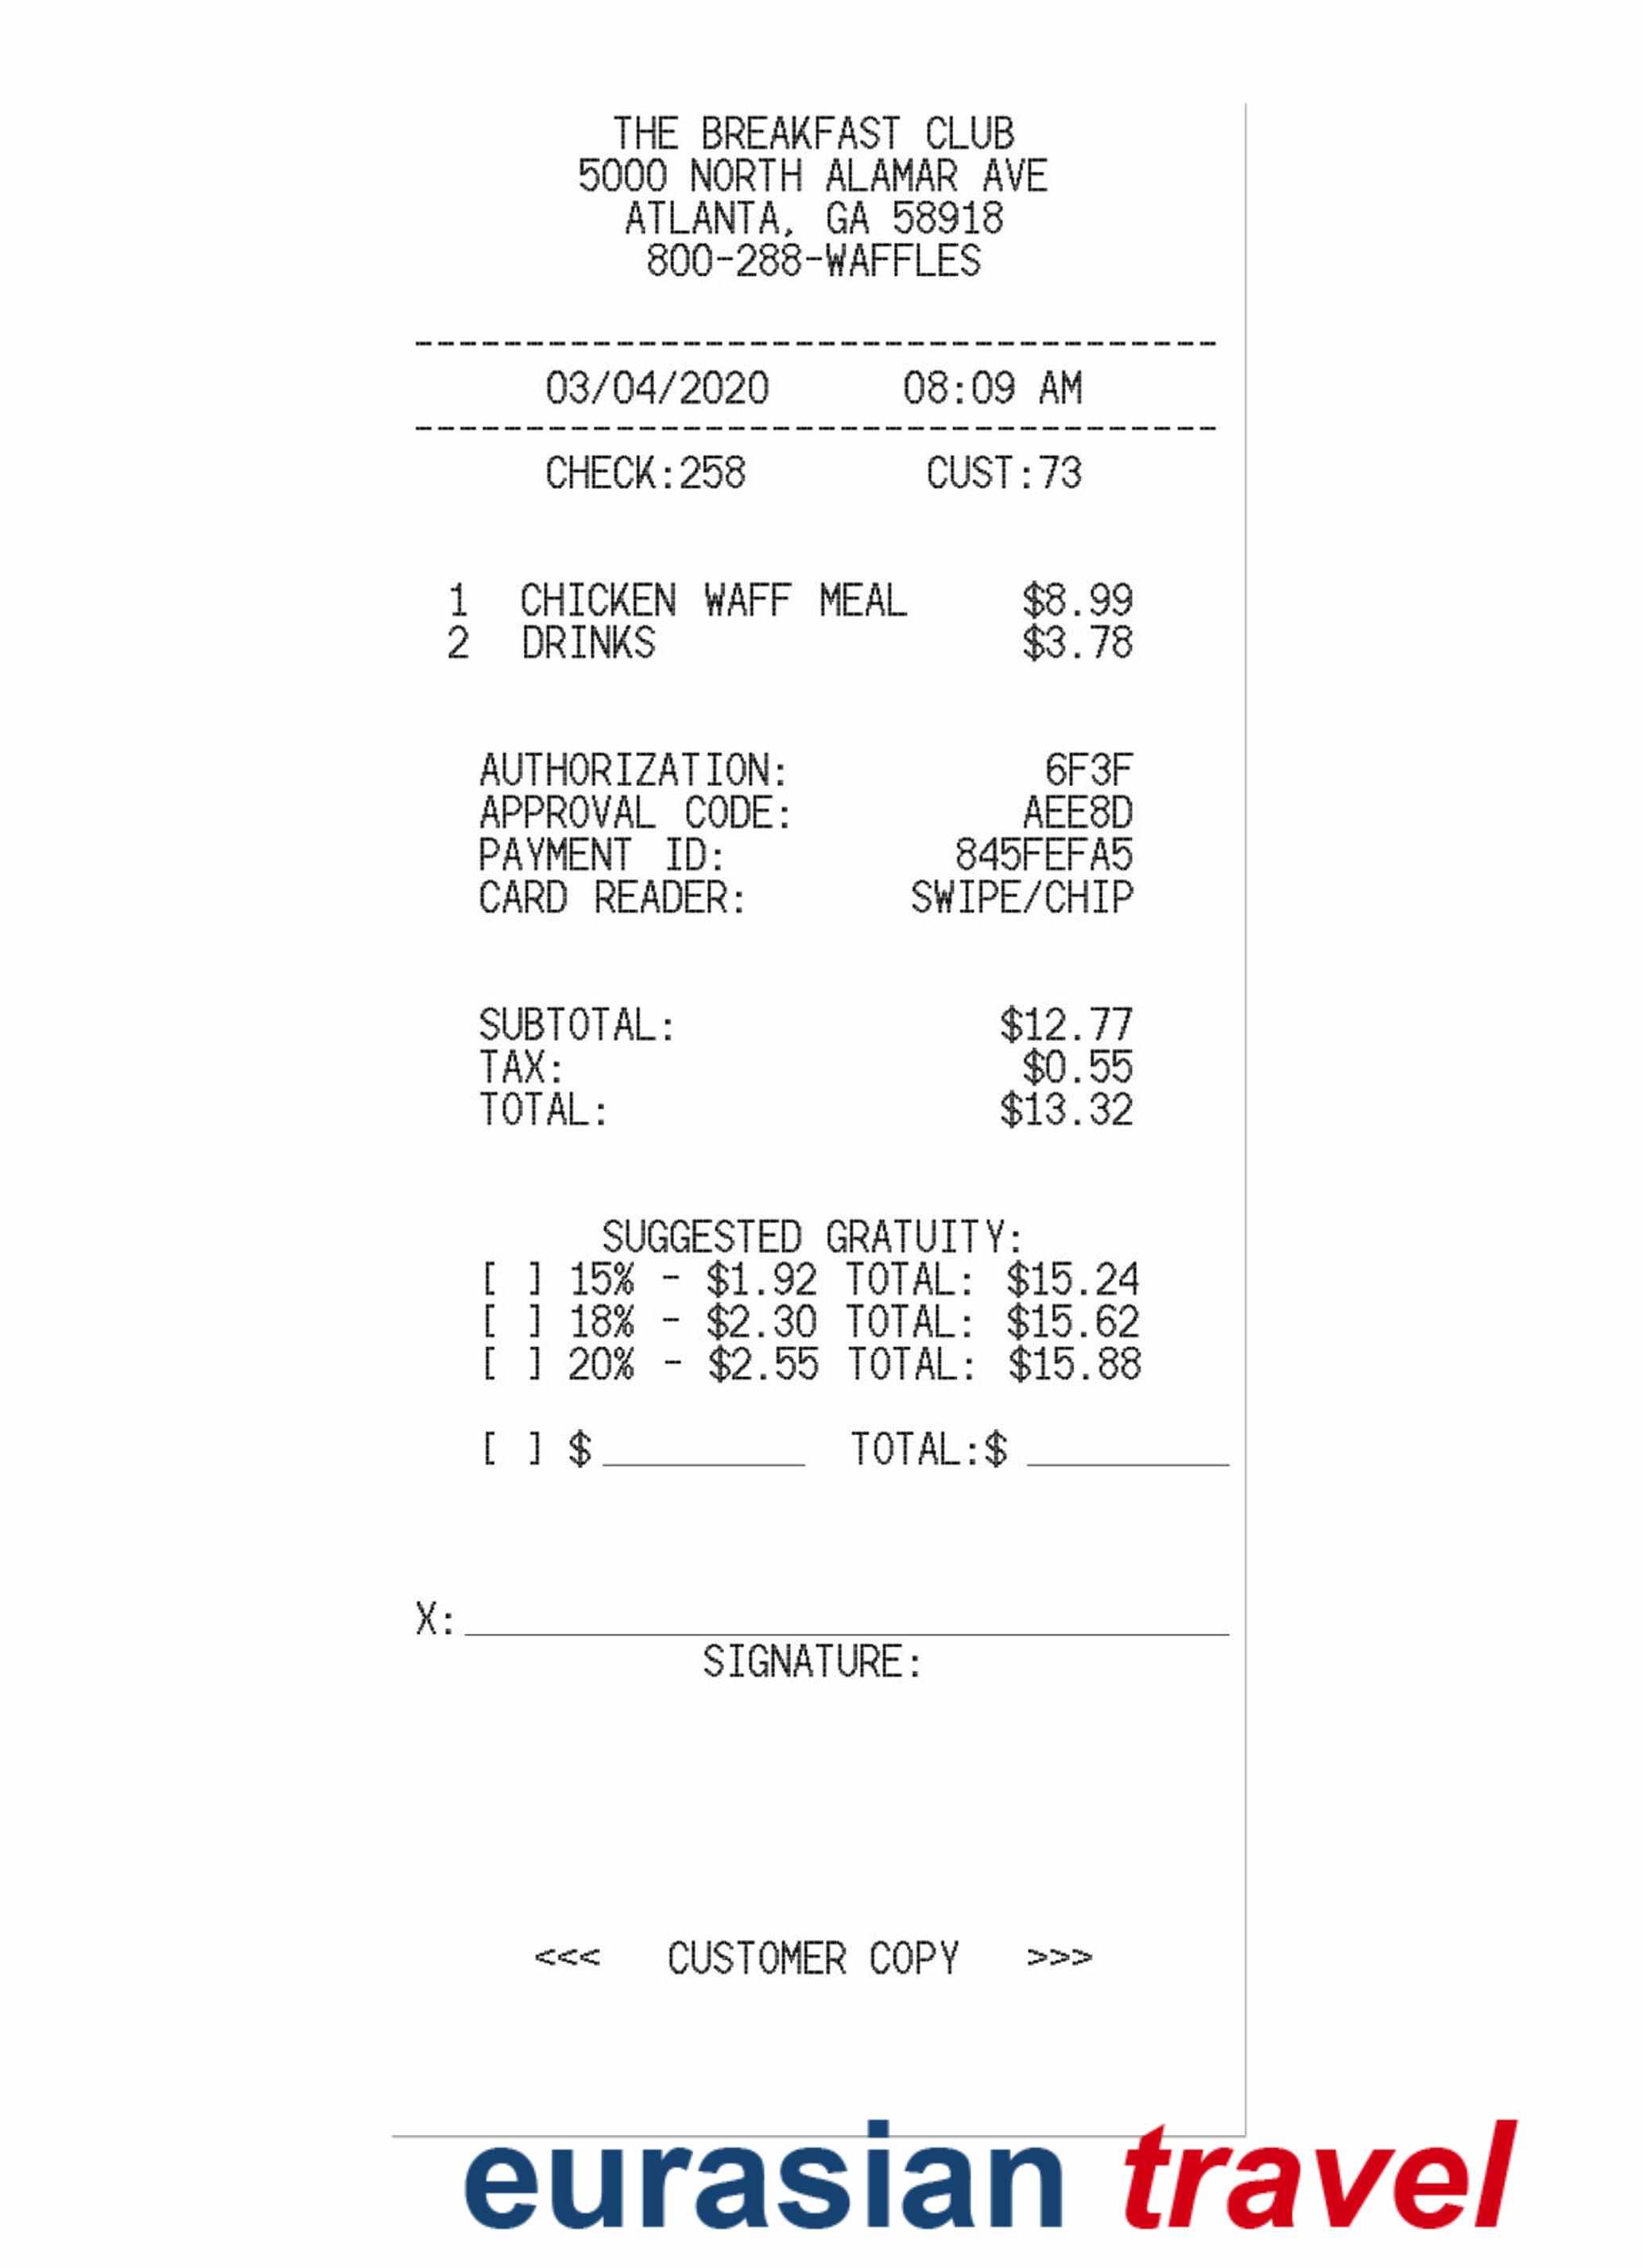 THE BREAKFAST CLUB
5000 NORTH ALAMAR AVE
ATLANTA, GA 58918
800-288-WAFFLES
------------------------------------
03/04/2020 08:09 AM
------------------------------------
CHECK:258 CUST:73
1 CHICKEN WAFF MEAL $8.99
2 DRINKS $3.78
AUTHORIZATION: 6F3F
APPROVAL CODE: AEE8D
PAYMENT ID: 845FEFA5
CARD READER: SWIPE/CHIP
SUBTOTAL: $12.77
TAX: $0.55
TOTAL: $13.32
SUGGESTED GRATUITY:
[ ] 15% - $1.92 TOTAL: $15.24
[ ] 18% - $2.30 TOTAL: $15.62
[ ] 20% - $2.55 TOTAL: $15.88
[ ] $_________ TOTAL:$ _________
X:__________________________________
SIGNATURE:
<<< CUSTOMER COPY >>>
eurasian travel